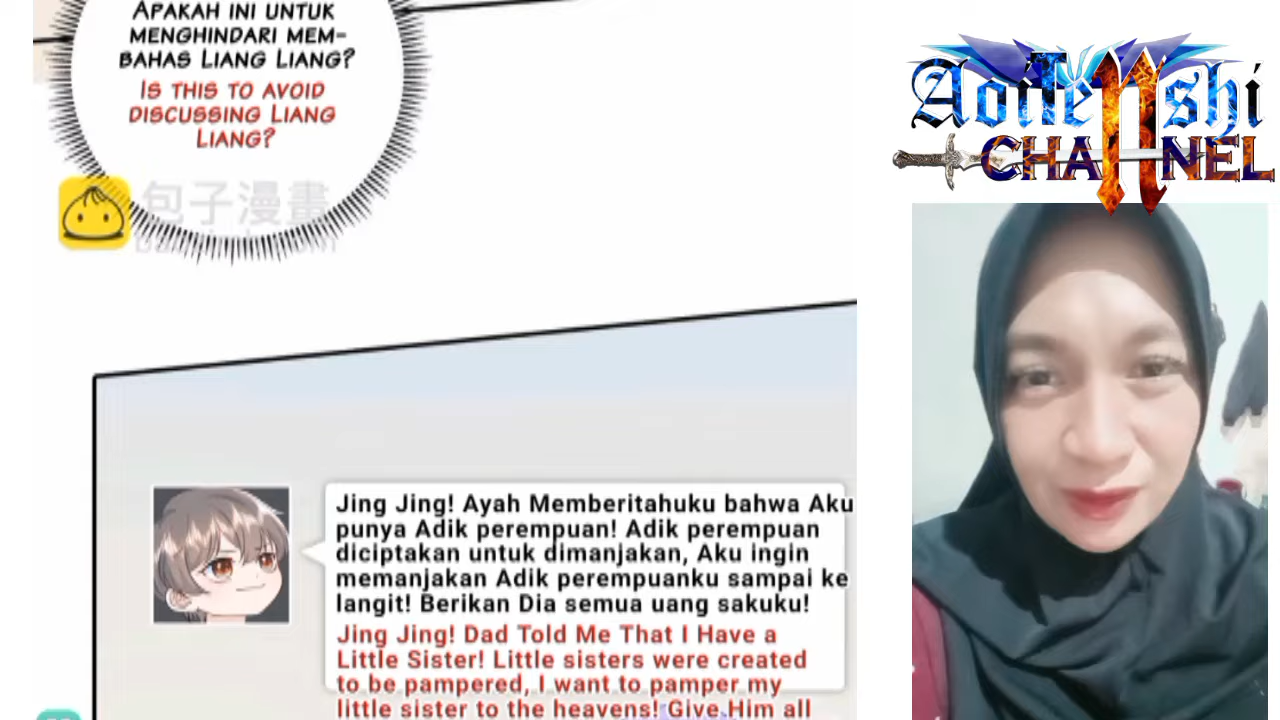 APAKAH INI UNTUK
MENGHINDARI MEM-
BAHAS LIANG LIANG?
IS THIS TO AVOID
DISCUSSING LIANG
LIANG?
包子漫畫
AdiTenshi
CHANNEL
Jing Jing! Ayah Memberitahuku bahwa Aku
punya Adik perempuan! Adik perempuan
diciptakan untuk dimanjakan, Aku ingin
memanjakan Adik perempuanku sampai ke
langit! Berikan Dia semua uang sakuku!
Jing Jing! Dad Told Me That I Have a
Little Sister! Little sisters were created
to be pampered, I want to pamper my
little sister to the heavens! Give Him all